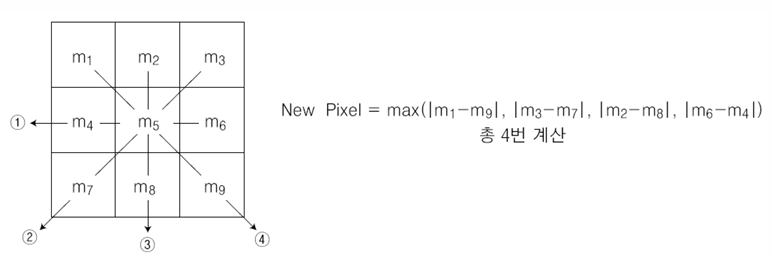 m₁ m₂ m₃
① m₄ m₅ m₆
m₇ m₈ m₉
② ③ ④
New Pixel = max(|m₁−m₉|, |m₃−m₇|, |m₂−m₈|, |m₆−m₄|)
총 4번 계산